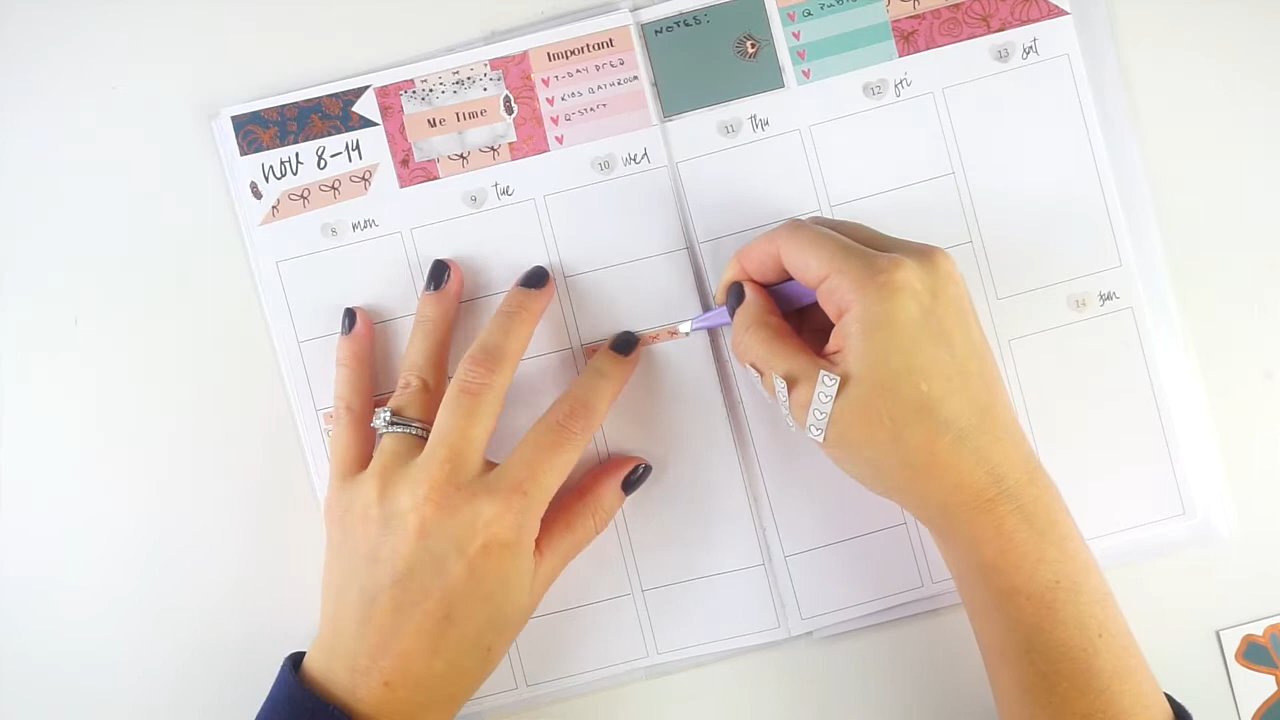 NOTES:
Important
T-DAY PREP
KIDS BATHROOM
Q-START
Me Time
nov 8-14
8 mon
9 tue
10 wed
11 thu
12 fri
13 sat
14 sun